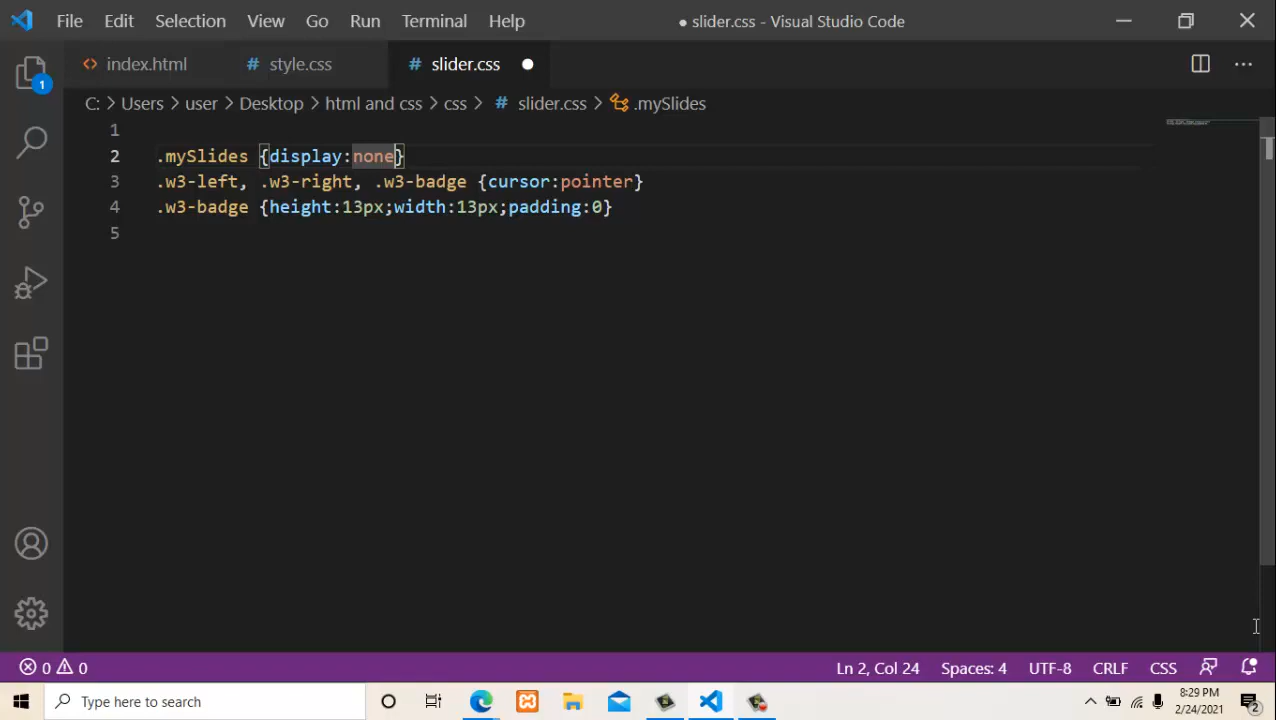 File Edit Selection View Go Run Terminal Help ● slider.css - Visual Studio Code
index.html # style.css # slider.css
C: > Users > user > Desktop > html and css > css > # slider.css > .mySlides
1
2 .mySlides {display:none}
3 .w3-left, .w3-right, .w3-badge {cursor:pointer}
4 .w3-badge {height:13px;width:13px;padding:0}
5
1
0 0 Ln 2, Col 24 Spaces: 4 UTF-8 CRLF CSS
Type here to search
8:29 PM
2/24/2021
2